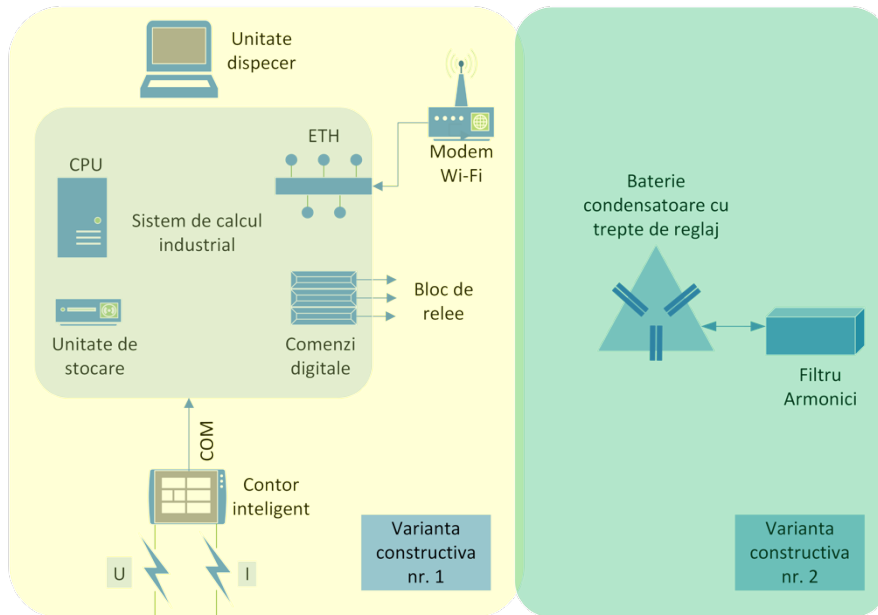 Unitate
dispecer
ETH
CPU
Modem
Wi-Fi
Sistem de calcul
industrial
Bloc de
relee
Unitate de
stocare
Comenzi
digitale
COM
Contor
inteligent
U
I
Varianta
constructiva
nr. 1
Baterie
condensatoare cu
trepte de reglaj
Filtru
Armonici
Varianta
constructiva
nr. 2